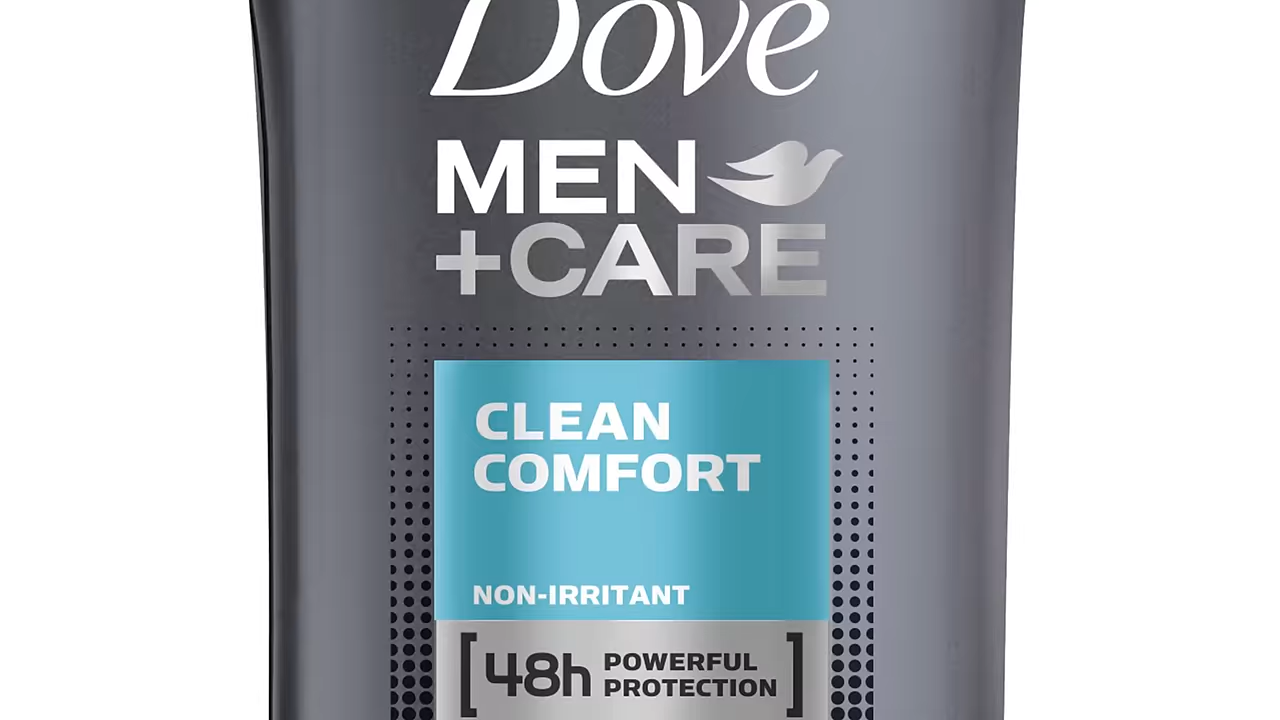 Dove
MEN
+CARE
CLEAN
COMFORT
NON-IRRITANT
[48h POWERFUL
PROTECTION]